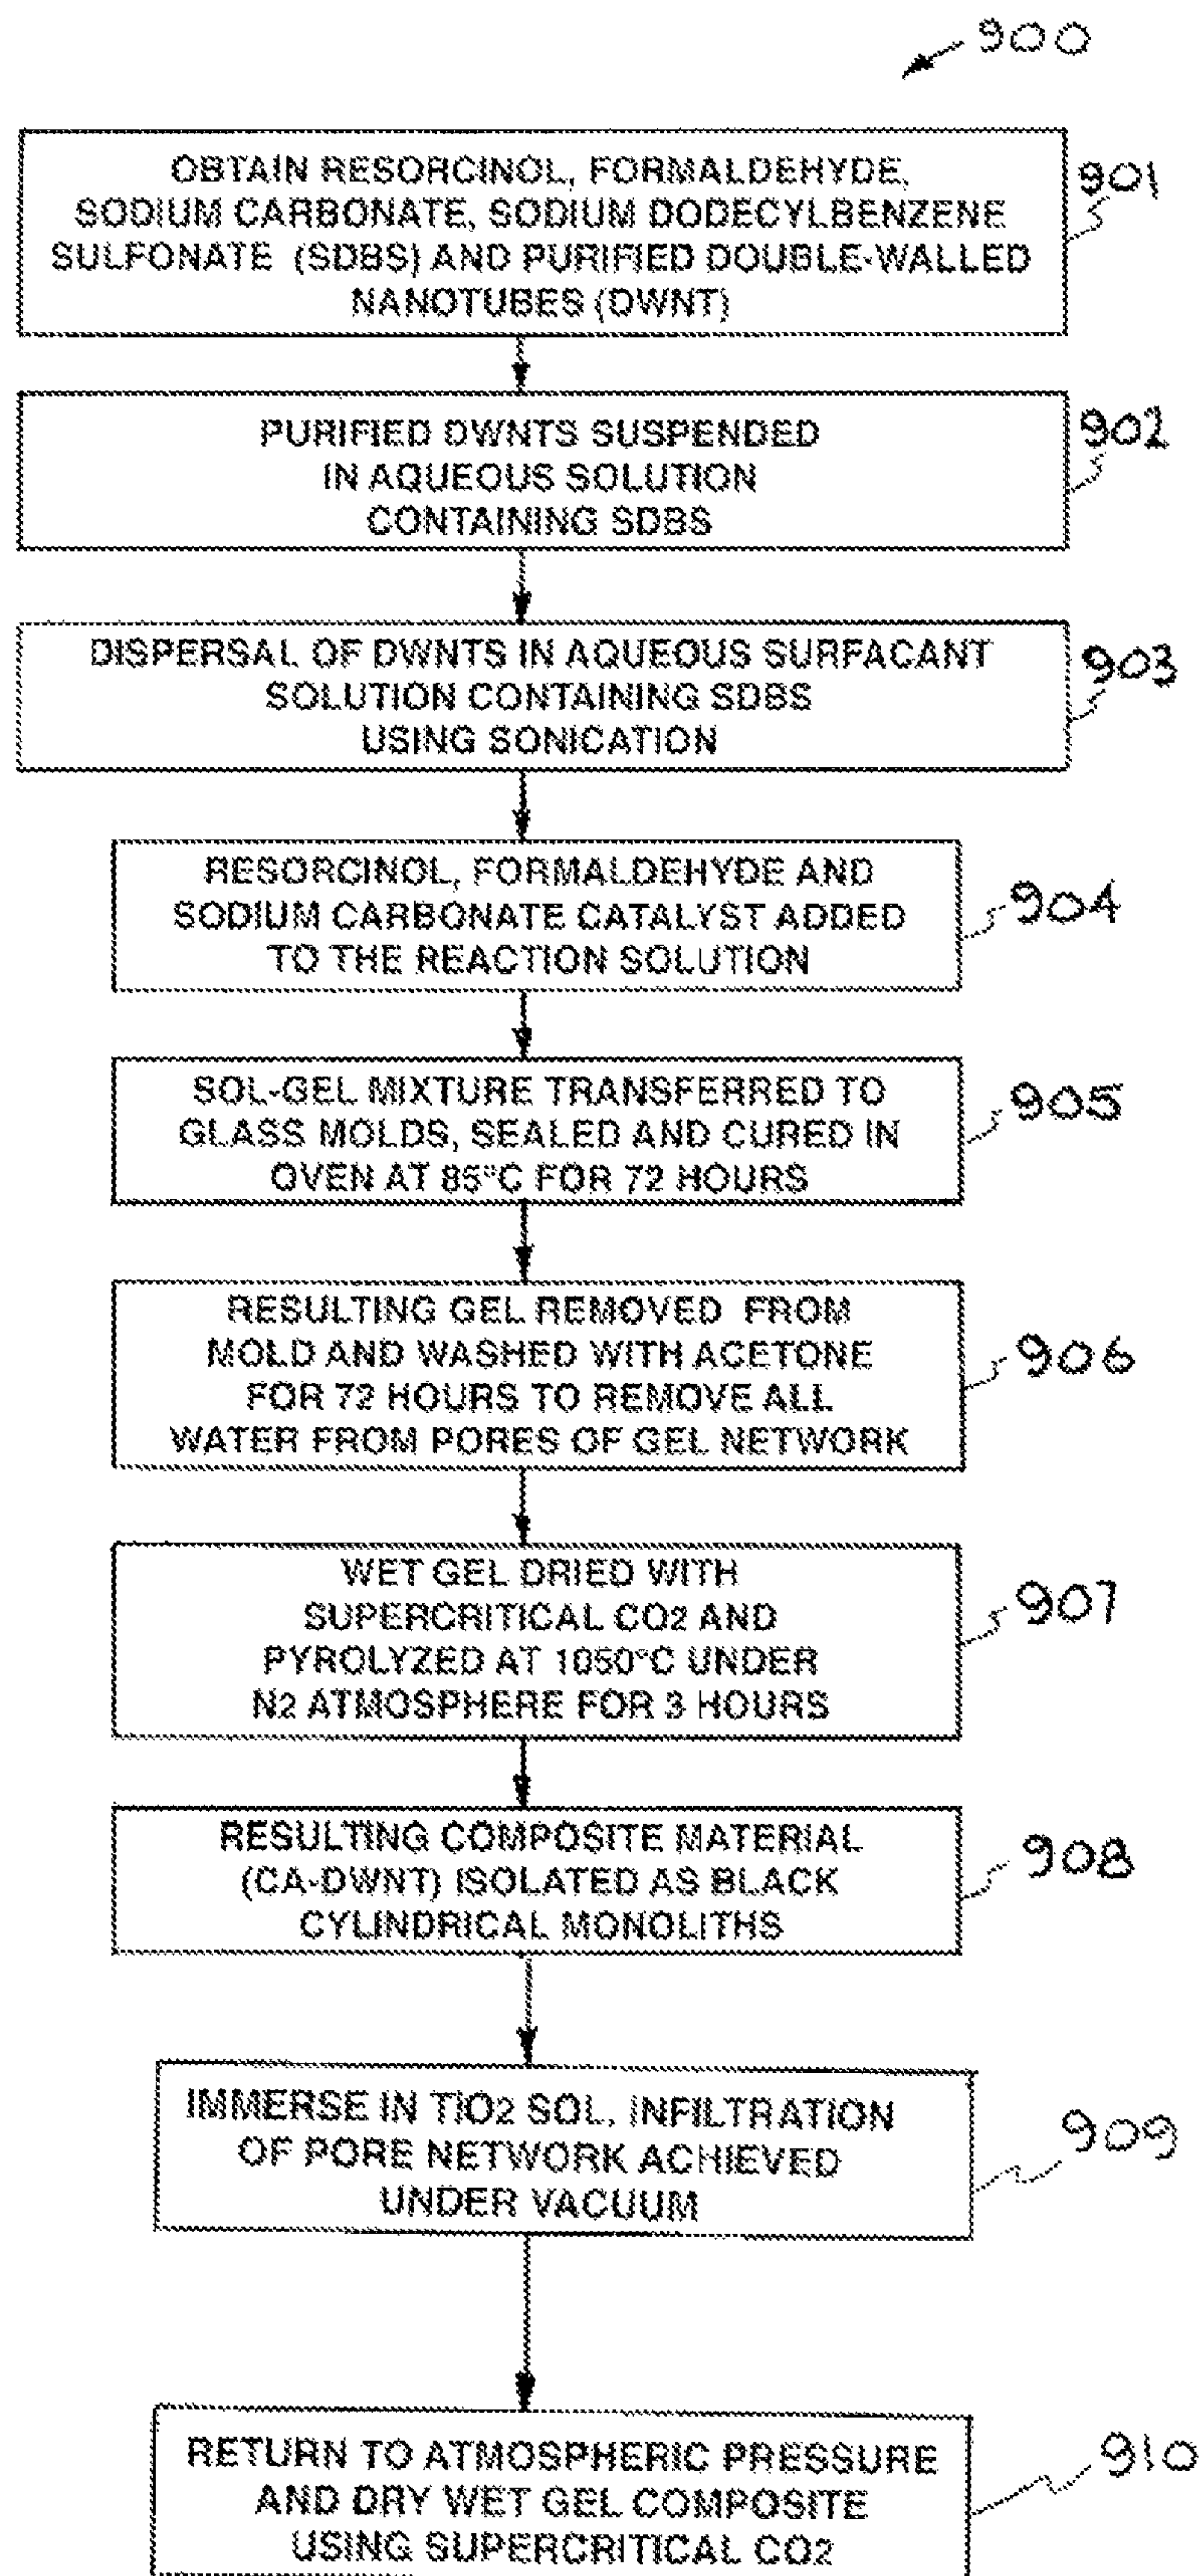 900
OBTAIN RESORCINOL, FORMALDEHYDE,
SODIUM CARBONATE, SODIUM DODECYLBENZENE
SULFONATE (SDBS) AND PURIFIED DOUBLE-WALLED
NANOTUBES (DWNT)
901
PURIFIED DWNTS SUSPENDED
IN AQUEOUS SOLUTION
CONTAINING SDBS
902
DISPERSAL OF DWNTS IN AQUEOUS SURFACANT
SOLUTION CONTAINING SDBS
USING SONICATION
903
RESORCINOL, FORMALDEHYDE AND
SODIUM CARBONATE CATALYST ADDED
TO THE REACTION SOLUTION
904
SOL-GEL MIXTURE TRANSFERRED TO
GLASS MOLDS, SEALED AND CURED IN
OVEN AT 85°C FOR 72 HOURS
905
RESULTING GEL REMOVED FROM
MOLD AND WASHED WITH ACETONE
FOR 72 HOURS TO REMOVE ALL
WATER FROM PORES OF GEL NETWORK
906
WET GEL DRIED WITH
SUPERCRITICAL CO2 AND
PYROLYZED AT 1050°C UNDER
N2 ATMOSPHERE FOR 3 HOURS
907
RESULTING COMPOSITE MATERIAL
(CA-DWNT) ISOLATED AS BLACK
CYLINDRICAL MONOLITHS
908
IMMERSE IN TIO2 SOL, INFILTRATION
OF PORE NETWORK ACHIEVED
UNDER VACUUM
909
RETURN TO ATMOSPHERIC PRESSURE
AND DRY WET GEL COMPOSITE
USING SUPERCRITICAL CO2
910